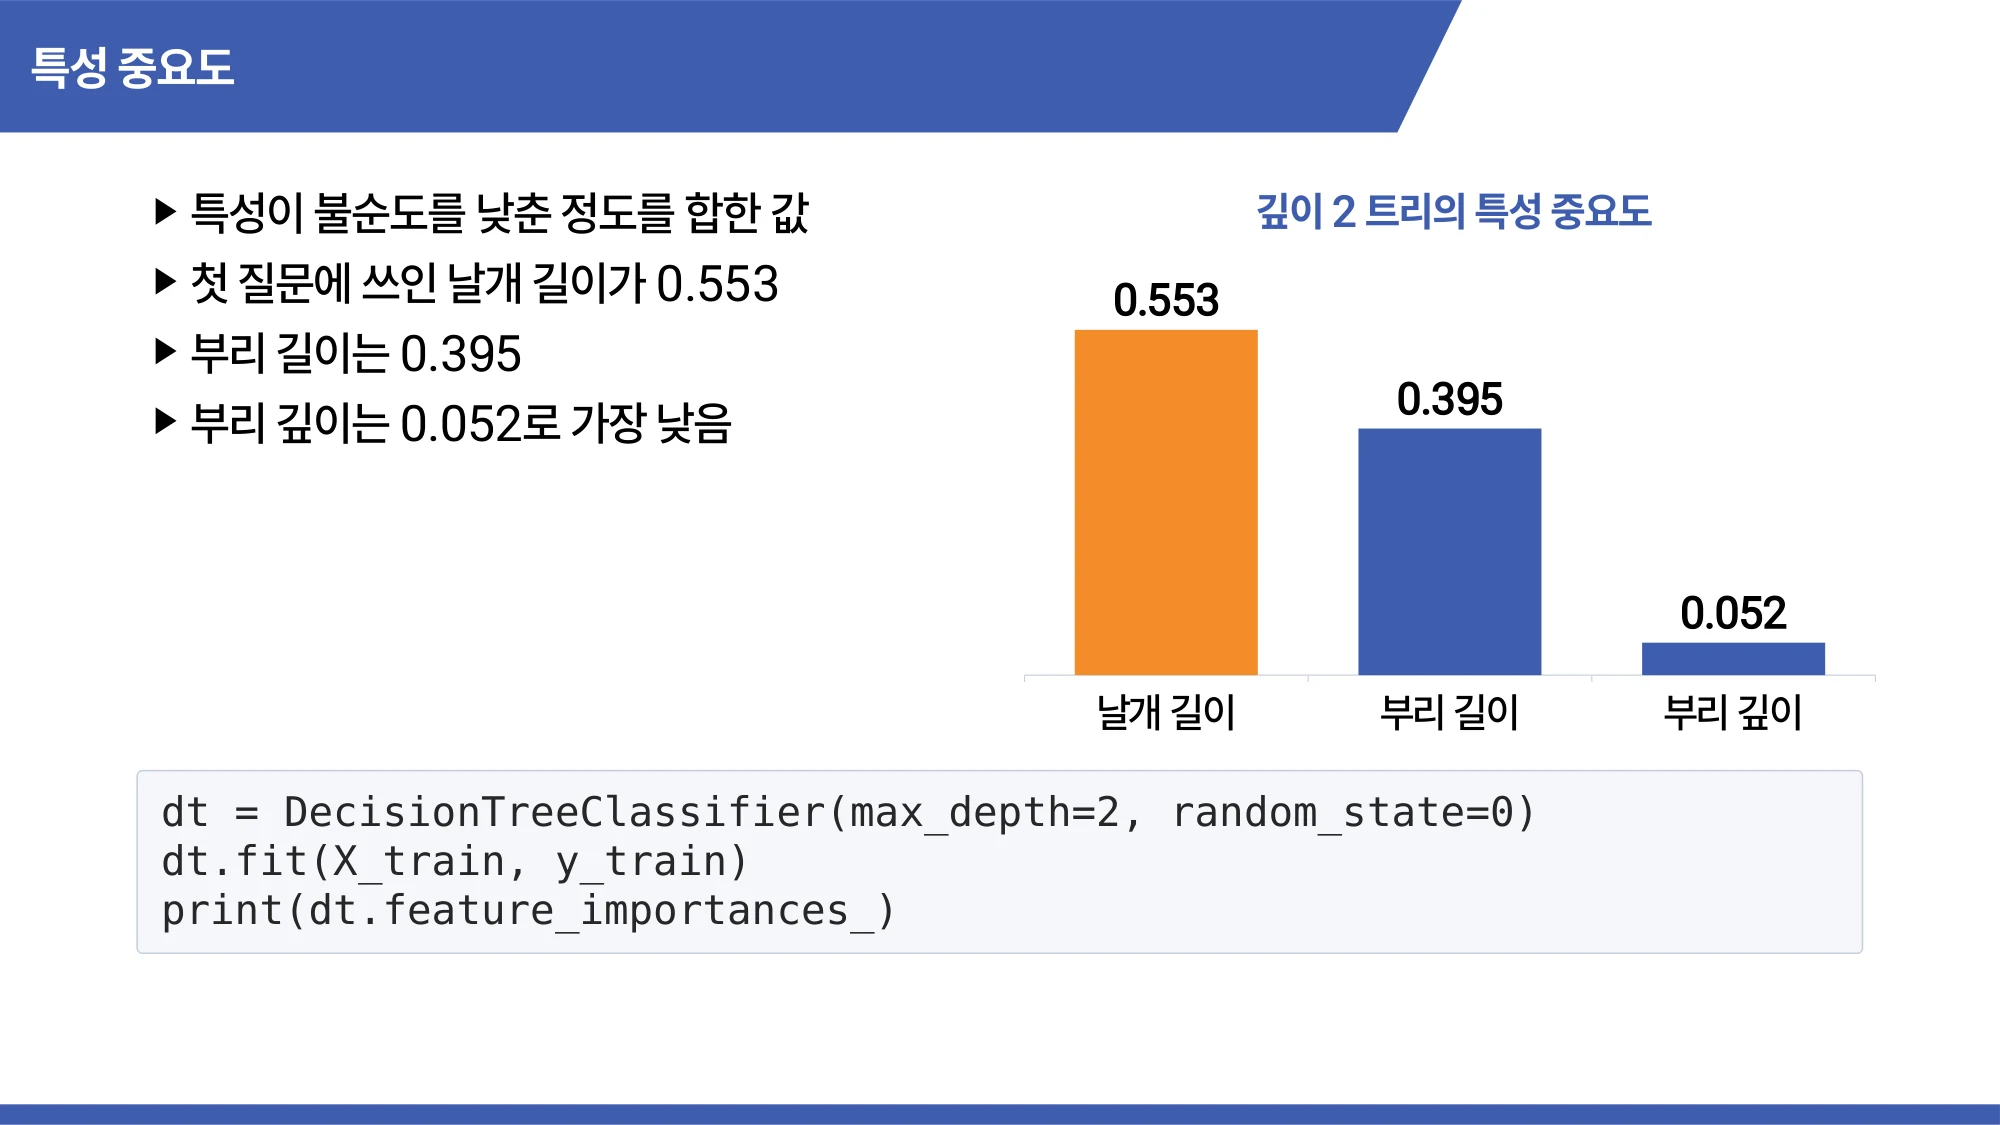 특성 중요도
▶ 특성이 불순도를 낮춘 정도를 합한 값
▶ 첫 질문에 쓰인 날개 길이가 0.553
▶ 부리 길이는 0.395
▶ 부리 깊이는 0.052로 가장 낮음
깊이 2 트리의 특성 중요도
0.553
0.395
0.052
날개 길이 부리 길이 부리 깊이
dt = DecisionTreeClassifier(max_depth=2, random_state=0)
dt.fit(X_train, y_train)
print(dt.feature_importances_)